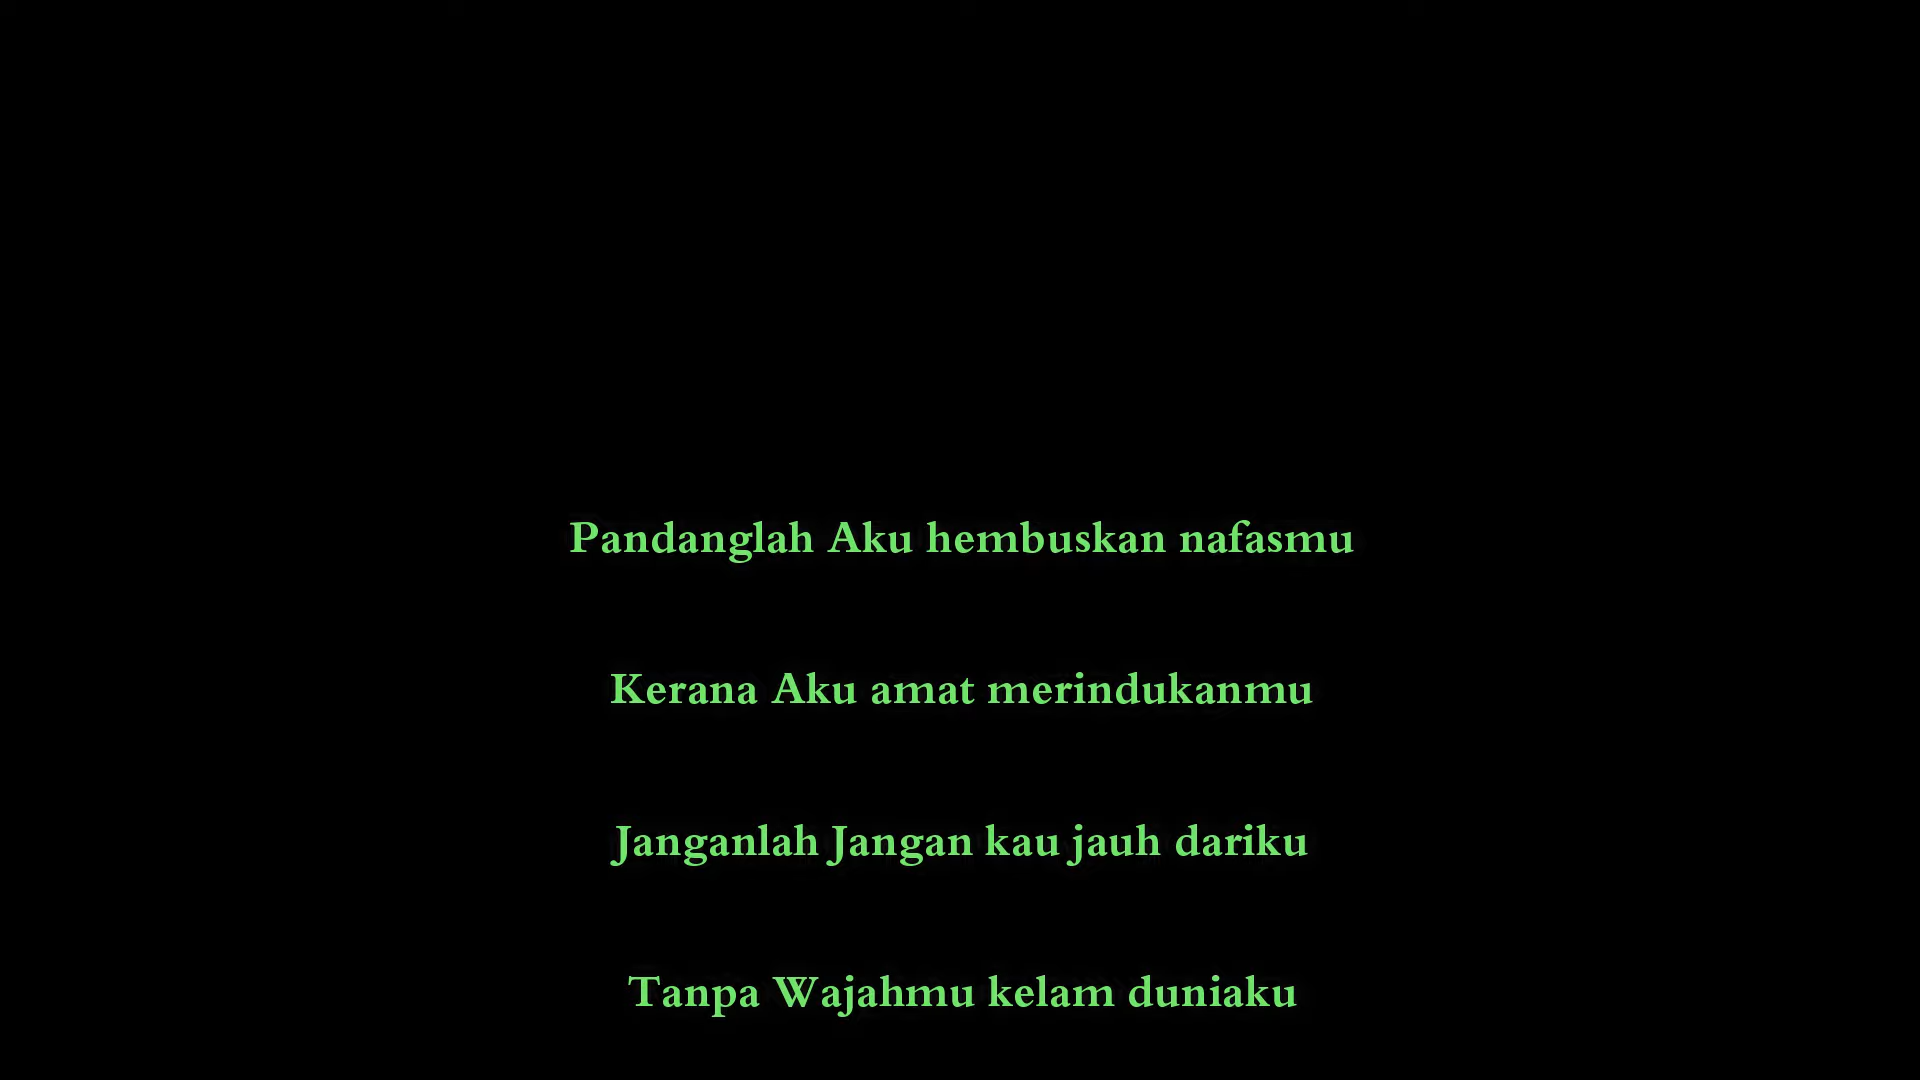 Pandanglah Aku hembuskan nafasmu
Kerana Aku amat merindukanmu
Janganlah Jangan kau jauh dariku
Tanpa Wajahmu kelam duniaku